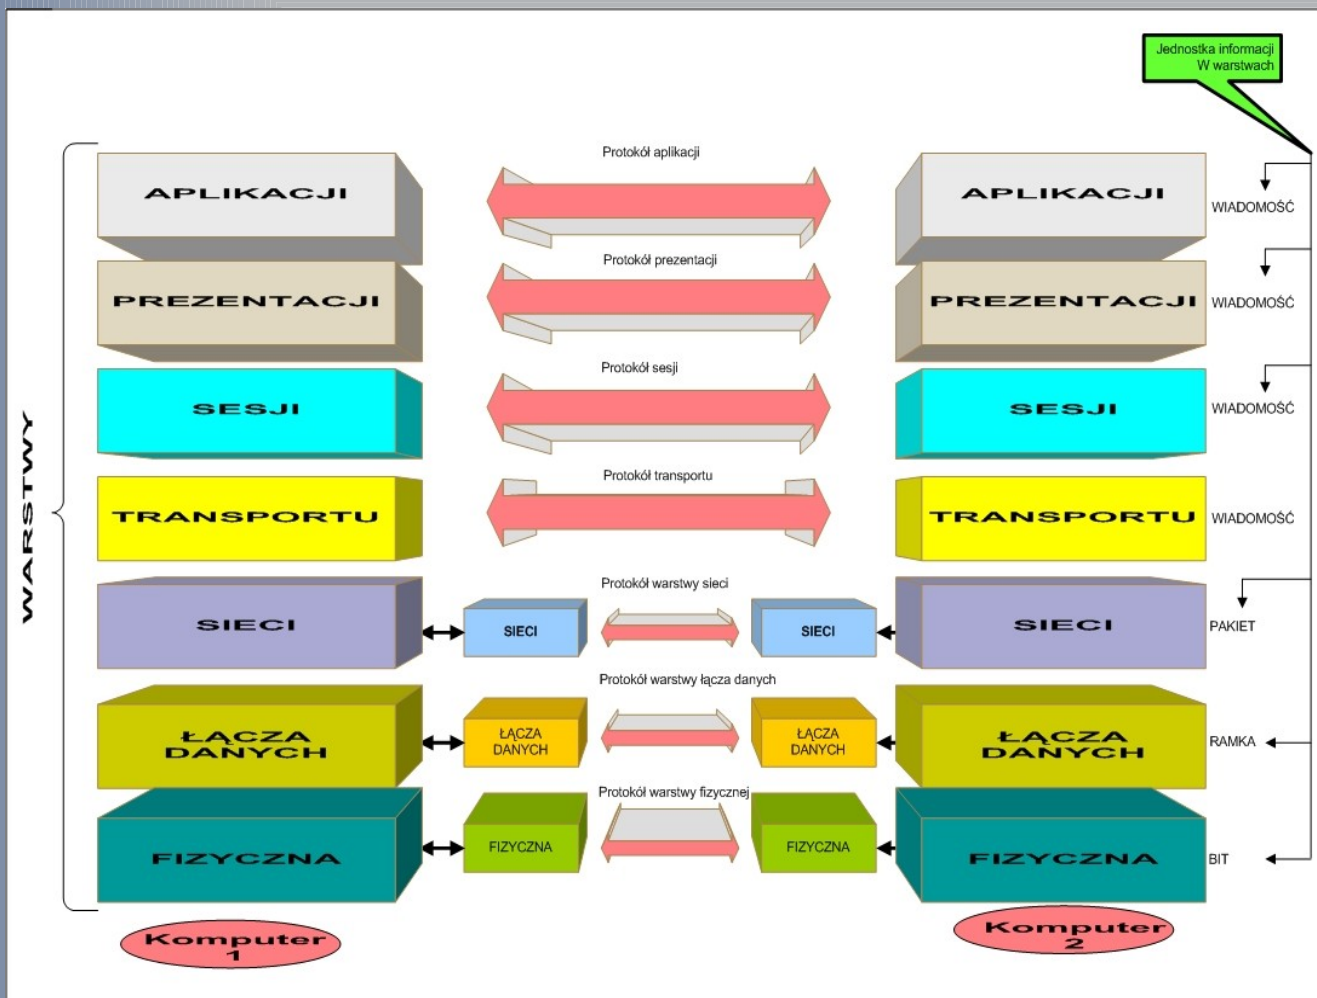 Jednostka informacji
W warstwach
WARSTWY
Protokół aplikacji
APLIKACJI
APLIKACJI
WIADOMOŚĆ
Protokół prezentacji
PREZENTACJI
PREZENTACJI
WIADOMOŚĆ
Protokół sesji
SESJI
SESJI
WIADOMOŚĆ
Protokół transportu
TRANSPORTU
TRANSPORTU
WIADOMOŚĆ
Protokół warstwy sieci
SIECI
SIECI
SIECI
SIECI
PAKIET
Protokół warstwy łącza danych
ŁĄCZA
DANYCH
ŁĄCZA
DANYCH
ŁĄCZA
DANYCH
ŁĄCZA
DANYCH
RAMKA
Protokół warstwy fizycznej
FIZYCZNA
FIZYCZNA
FIZYCZNA
FIZYCZNA
BIT
Komputer
1
Komputer
2